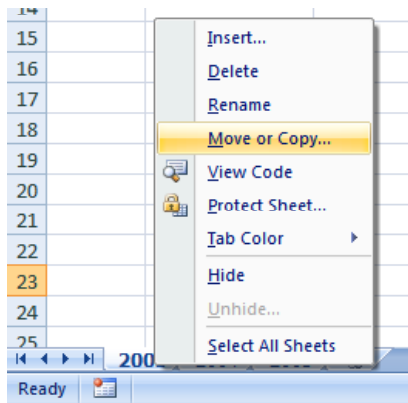 15
Insert...
16
Delete
17
Rename
18
Move or Copy...
19
View Code
20
Protect Sheet...
21
Tab Color
22
23
Hide
24
Unhide...
25
Select All Sheets
Ready